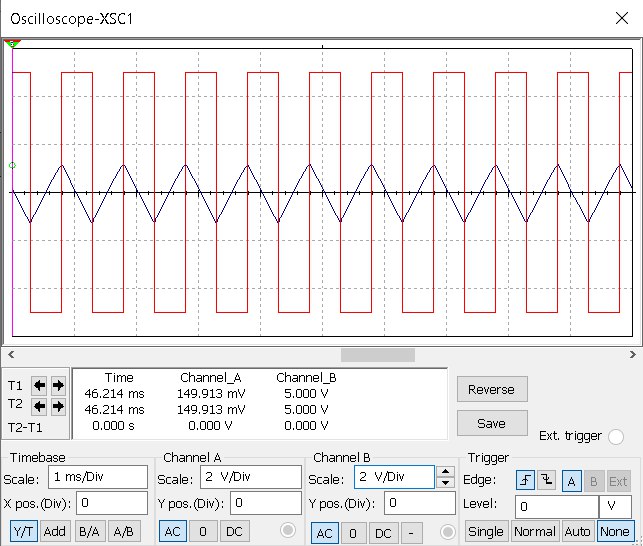 Oscilloscope-XSC1
Time Channel_A Channel_B
T1 46.214 ms 149.913 mV 5.000 V
T2 46.214 ms 149.913 mV 5.000 V
T2-T1 0.000 s 0.000 V 0.000 V
Reverse
Save
Ext. trigger
Timebase
Scale: 1 ms/Div
X pos.(Div): 0
Y/T Add B/A A/B
Channel A
Scale: 2 V/Div
Y pos.(Div): 0
AC 0 DC
Channel B
Scale: 2 V/Div
Y pos.(Div): 0
AC 0 DC -
Trigger
Edge: A B Ext
Level: 0 V
Single Normal Auto None